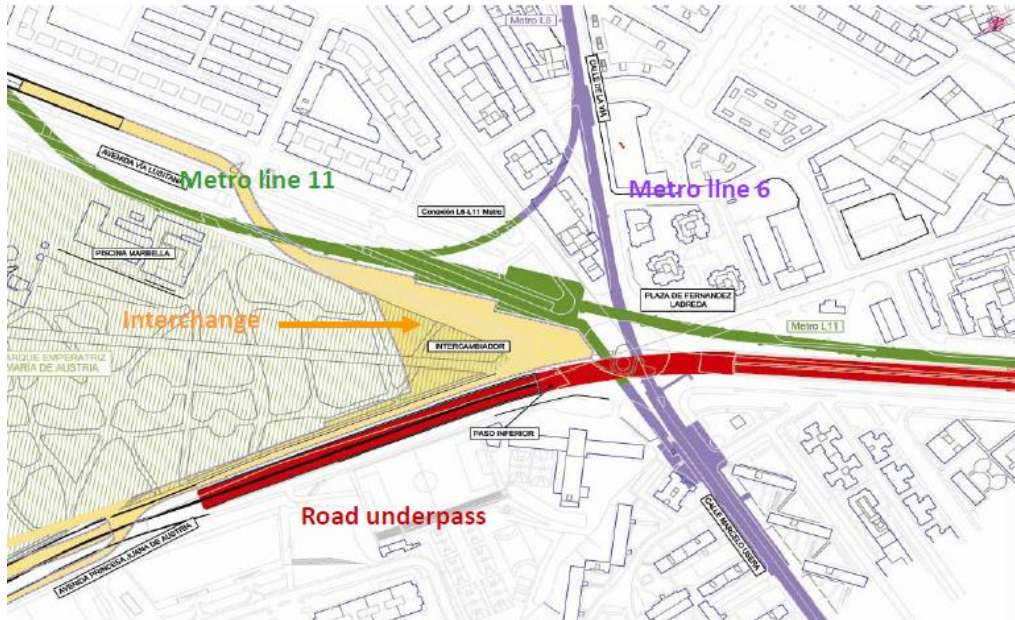 Metro L6
CALLE DE LA VIA
AVENIDA VÍA LUSITANA
Metro line 11
Metro line 6
Conexión L6-L11 Metro
PISCINA MARBELLA
PLAZA DE FERNANDEZ
LADREDA
Interchange
INTERCAMBIADOR
Metro L11
PARQUE EMPERATRIZ
MARÍA DE AUSTRIA
PASO INFERIOR
Road underpass
CALLE MARCELO USERA
AVENIDA PRINCESA JUANA DE AUSTRIA